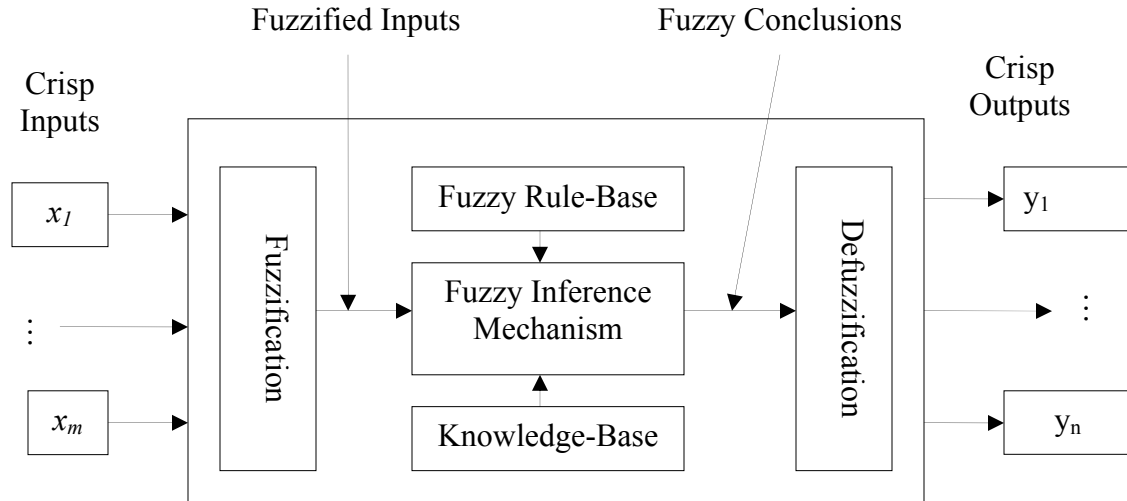 Fuzzified Inputs
Fuzzy Conclusions
Crisp
Inputs
Crisp
Outputs
x1
⋮
xm
Fuzzification
Fuzzy Rule-Base
Fuzzy Inference
Mechanism
Knowledge-Base
Defuzzification
y1
⋮
yn